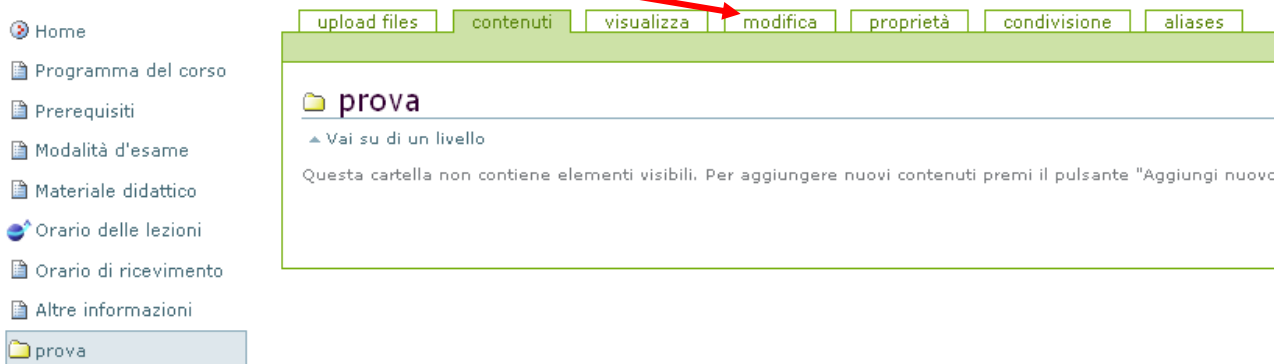 Home
Programma del corso
Prerequisiti
Modalità d'esame
Materiale didattico
Orario delle lezioni
Orario di ricevimento
Altre informazioni
prova
upload files contenuti visualizza modifica proprietà condivisione aliases
prova
Vai su di un livello
Questa cartella non contiene elementi visibili. Per aggiungere nuovi contenuti premi il pulsante "Aggiungi nuovo